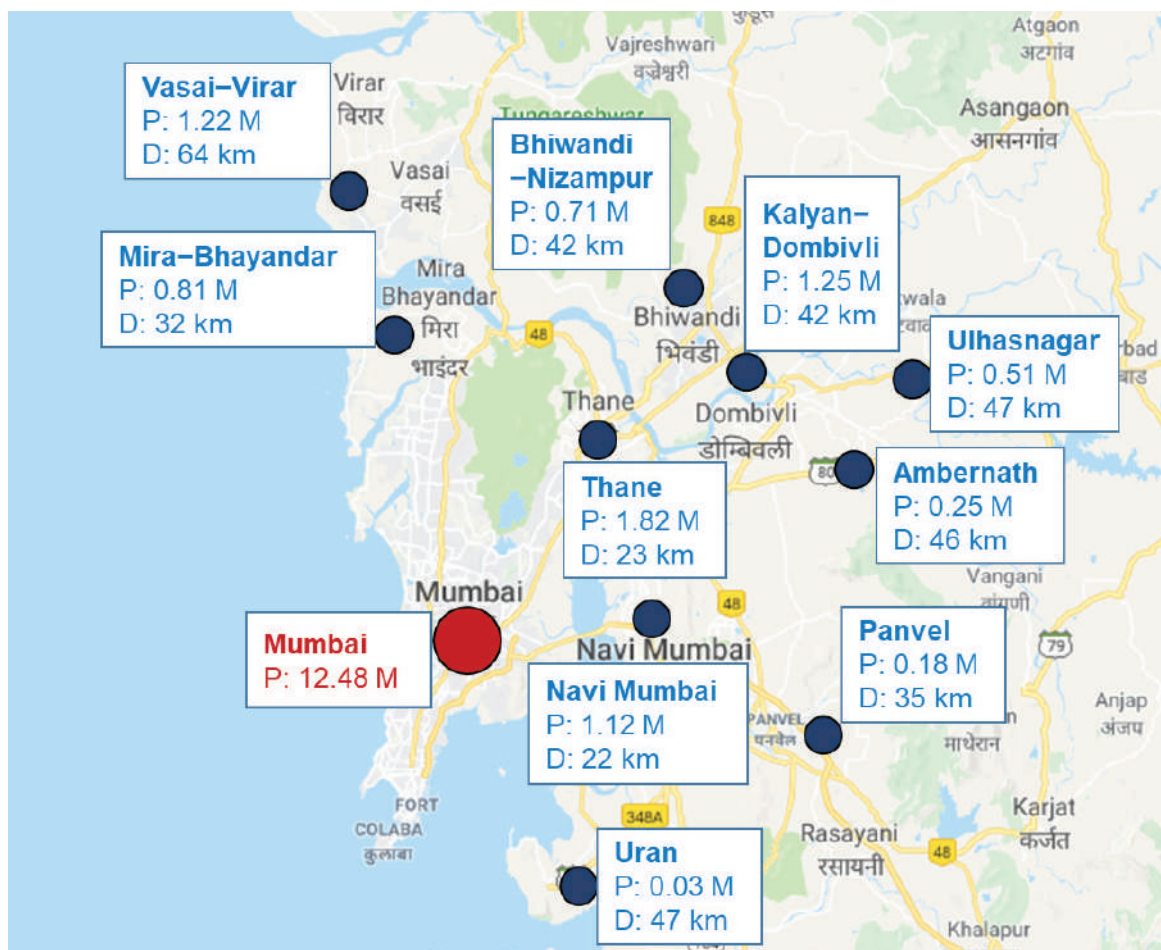 कुडूस
Vajreshwari
वज्रेश्वरी
Atgaon
अटगांव
Asangaon
आसनगांव
Virar
विरार
Vasai–Virar
P: 1.22 M
D: 64 km
Tungareshwar
Vasai
वसई
Bhiwandi
–Nizampur
P: 0.71 M
D: 42 km
848
Kalyan–
Dombivli
P: 1.25 M
D: 42 km
Mira–Bhayandar
P: 0.81 M
D: 32 km
Mira
Bhayandar
मिरा
भाइंदर
48
Bhiwandi
भिवंडी
Ulhasnagar
P: 0.51 M
D: 47 km
Thane
Dombivli
डोम्बिवली
80
Ambernath
P: 0.25 M
D: 46 km
Thane
P: 1.82 M
D: 23 km
Vangani
वांगणी
Mumbai
Mumbai
P: 12.48 M
48
Navi Mumbai
Navi Mumbai
P: 1.12 M
D: 22 km
Panvel
P: 0.18 M
D: 35 km
79
PANVEL
पनवेल
माथेरान
Anjap
अंजप
FORT
COLABA
कुलाबा
348A
Uran
P: 0.03 M
D: 47 km
Rasayani
रसायनी
48
Karjat
कर्जत
Khalapur